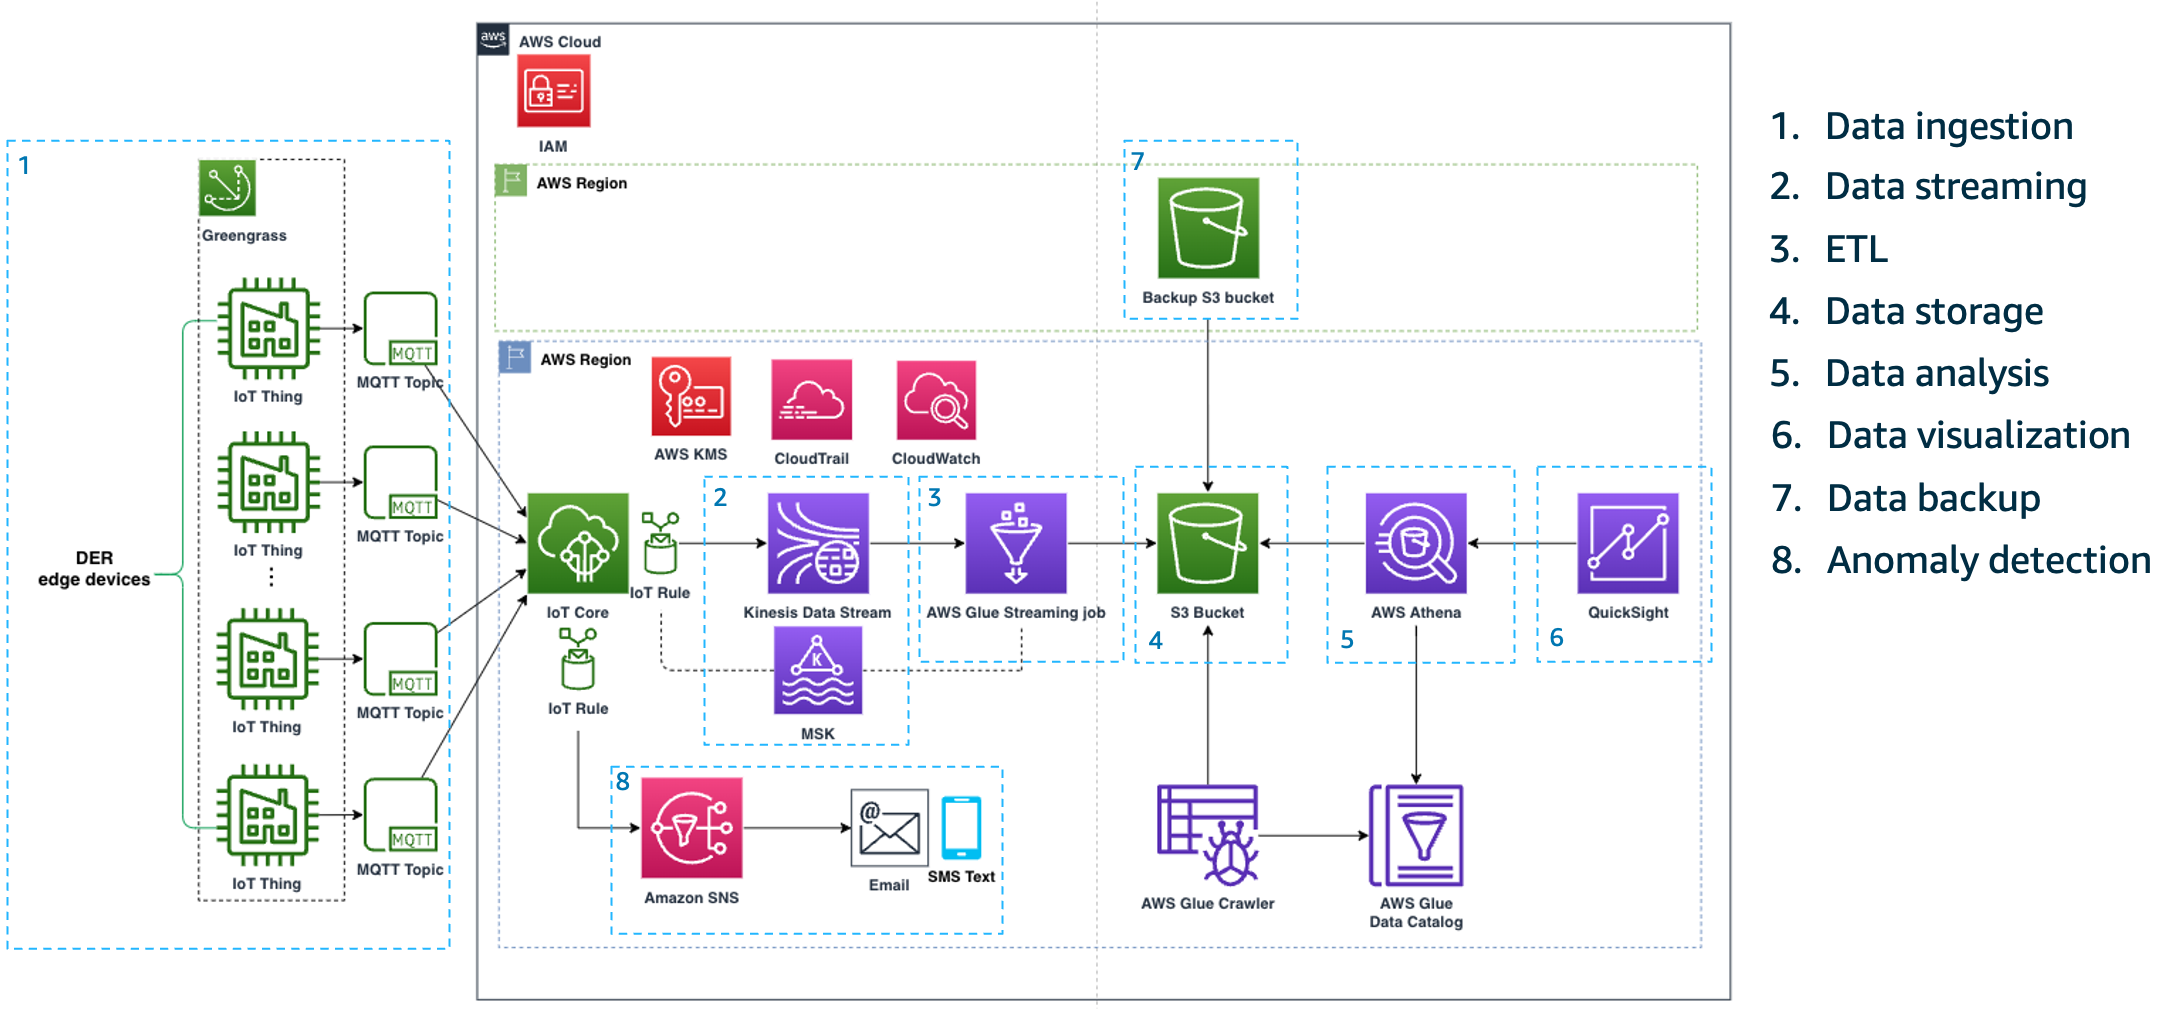 aws
AWS Cloud
IAM
1
Greengrass
AWS Region
7
Backup S3 bucket
IoT Thing
MQTT
MQTT Topic
IoT Thing
MQTT
MQTT Topic
DER
edge devices
IoT Thing
MQTT
MQTT Topic
IoT Thing
MQTT
MQTT Topic
AWS Region
AWS KMS
CloudTrail
CloudWatch
IoT Core
IoT Rule
2
Kinesis Data Stream
K
MSK
3
AWS Glue Streaming job
S3 Bucket
4
AWS Athena
5
QuickSight
6
IoT Rule
8
Amazon SNS
@
Email
SMS Text
AWS Glue Crawler
AWS Glue
Data Catalog
1. Data ingestion
2. Data streaming
3. ETL
4. Data storage
5. Data analysis
6. Data visualization
7. Data backup
8. Anomaly detection